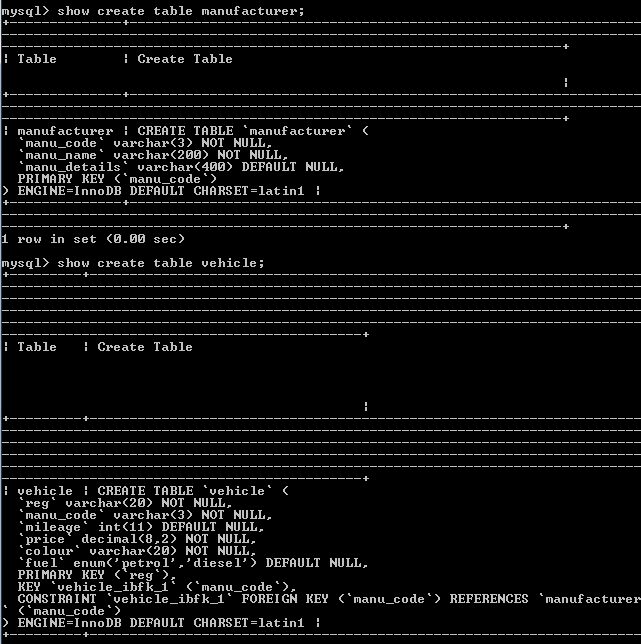 mysql> show create table manufacturer;
| Table | Create Table
|
| manufacturer | CREATE TABLE `manufacturer` (
`manu_code` varchar(3) NOT NULL,
`manu_name` varchar(200) NOT NULL,
`manu_details` varchar(400) DEFAULT NULL,
PRIMARY KEY (`manu_code`)
) ENGINE=InnoDB DEFAULT CHARSET=latin1 |
1 row in set (0.00 sec)
mysql> show create table vehicle;
| Table | Create Table
|
| vehicle | CREATE TABLE `vehicle` (
`reg` varchar(20) NOT NULL,
`manu_code` varchar(3) NOT NULL,
`mileage` int(11) DEFAULT NULL,
`price` decimal(8,2) NOT NULL,
`colour` varchar(20) NOT NULL,
`fuel` enum('petrol','diesel') DEFAULT NULL,
PRIMARY KEY (`reg`),
KEY `vehicle_ibfk_1` (`manu_code`),
CONSTRAINT `vehicle_ibfk_1` FOREIGN KEY (`manu_code`) REFERENCES `manufacturer
` (`manu_code`)
) ENGINE=InnoDB DEFAULT CHARSET=latin1 |